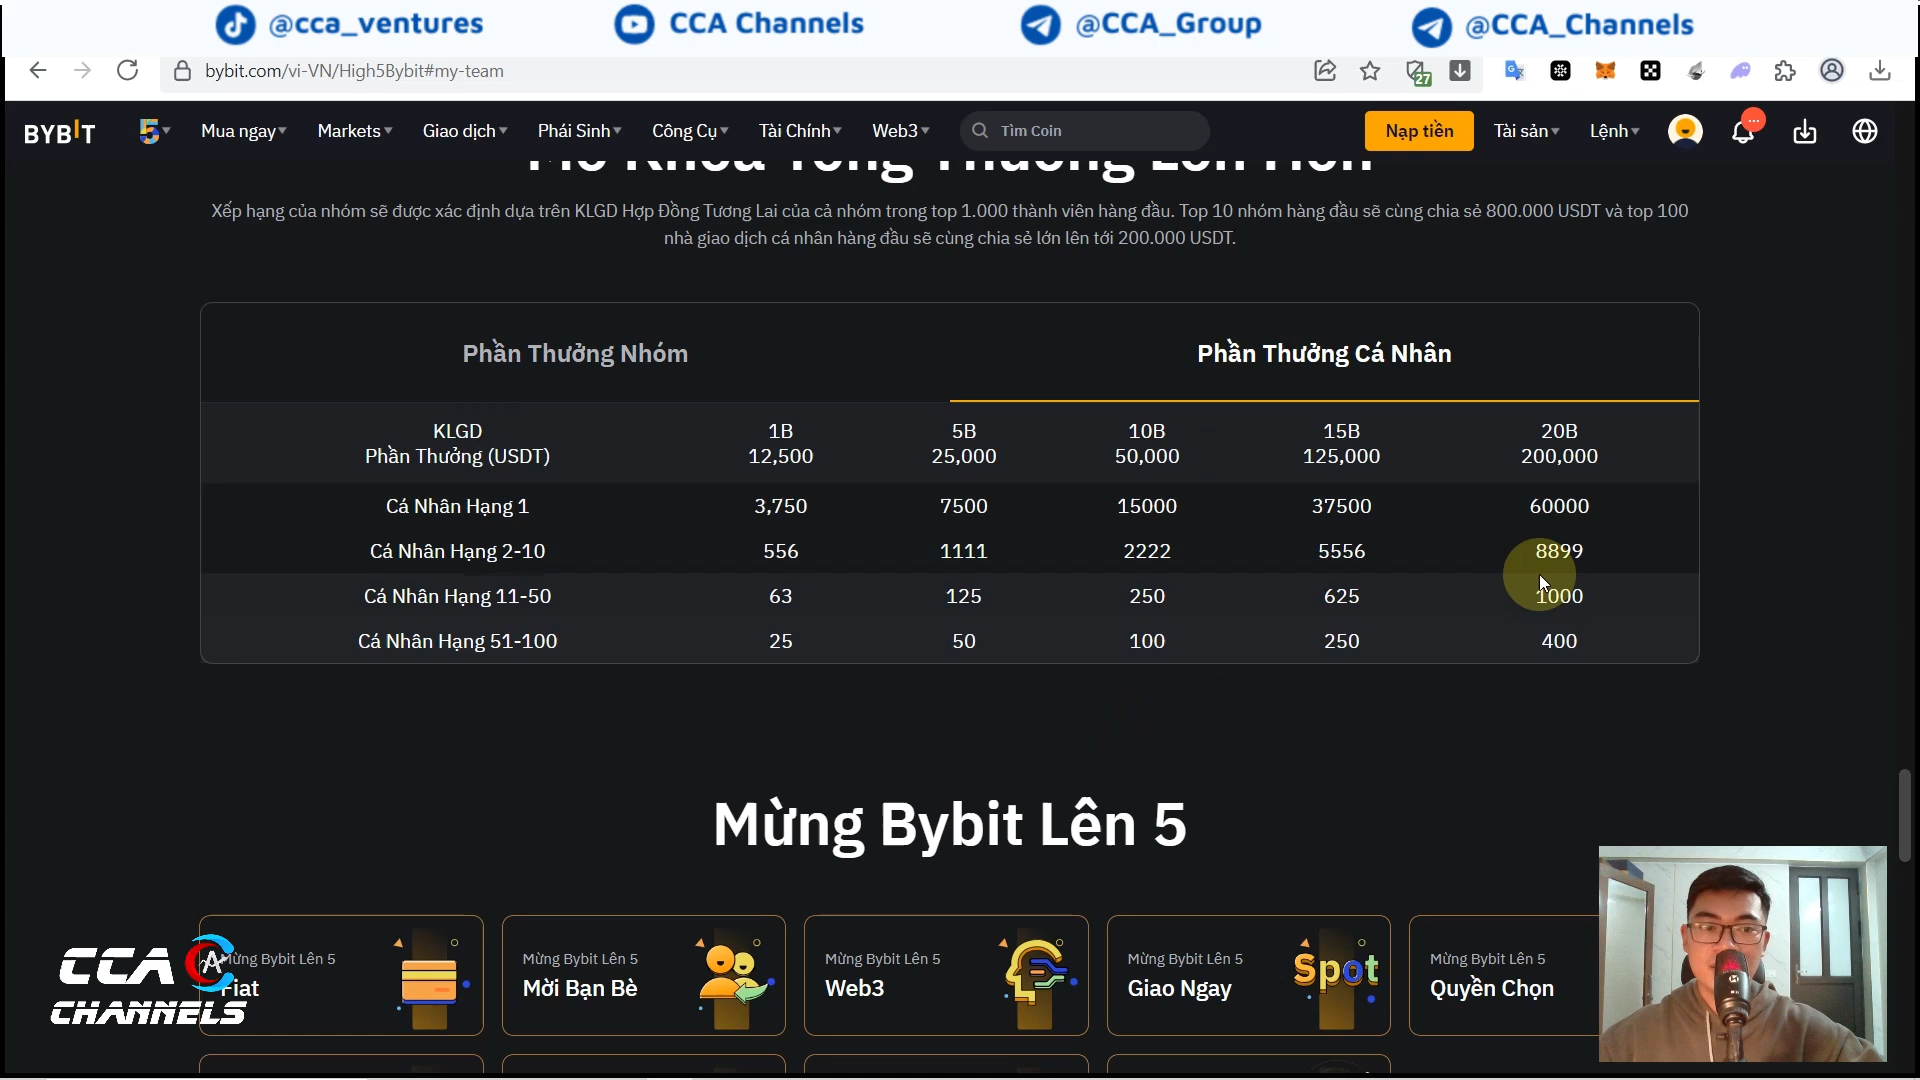 @cca_ventures CCA Channels @CCA_Group @CCA_Channels
bybit.com/vi-VN/High5Bybit#my-team
27
BYBIT 5 Mua ngay Markets Giao dịch Phái Sinh Công Cụ Tài Chính Web3 Tìm Coin Nạp tiền Tài sản Lệnh
Mở Khóa Tổng Thưởng Lớn Hơn
Xếp hạng của nhóm sẽ được xác định dựa trên KLGD Hợp Đồng Tương Lai của cả nhóm trong top 1.000 thành viên hàng đầu. Top 10 nhóm hàng đầu sẽ cùng chia sẻ 800.000 USDT và top 100
nhà giao dịch cá nhân hàng đầu sẽ cùng chia sẻ lớn lên tới 200.000 USDT.
Phần Thưởng Nhóm Phần Thưởng Cá Nhân
KLGD 1B 5B 10B 15B 20B
Phần Thưởng (USDT) 12,500 25,000 50,000 125,000 200,000
Cá Nhân Hạng 1 3,750 7500 15000 37500 60000
Cá Nhân Hạng 2-10 556 1111 2222 5556 8899
Cá Nhân Hạng 11-50 63 125 250 625 1000
Cá Nhân Hạng 51-100 25 50 100 250 400
Mừng Bybit Lên 5
Mừng Bybit Lên 5 Mừng Bybit Lên 5 Mừng Bybit Lên 5 Mừng Bybit Lên 5 Mừng Bybit Lên 5
Fiat Mời Bạn Bè Web3 Giao Ngay Spot Quyền Chọn
CCA
CHANNELS